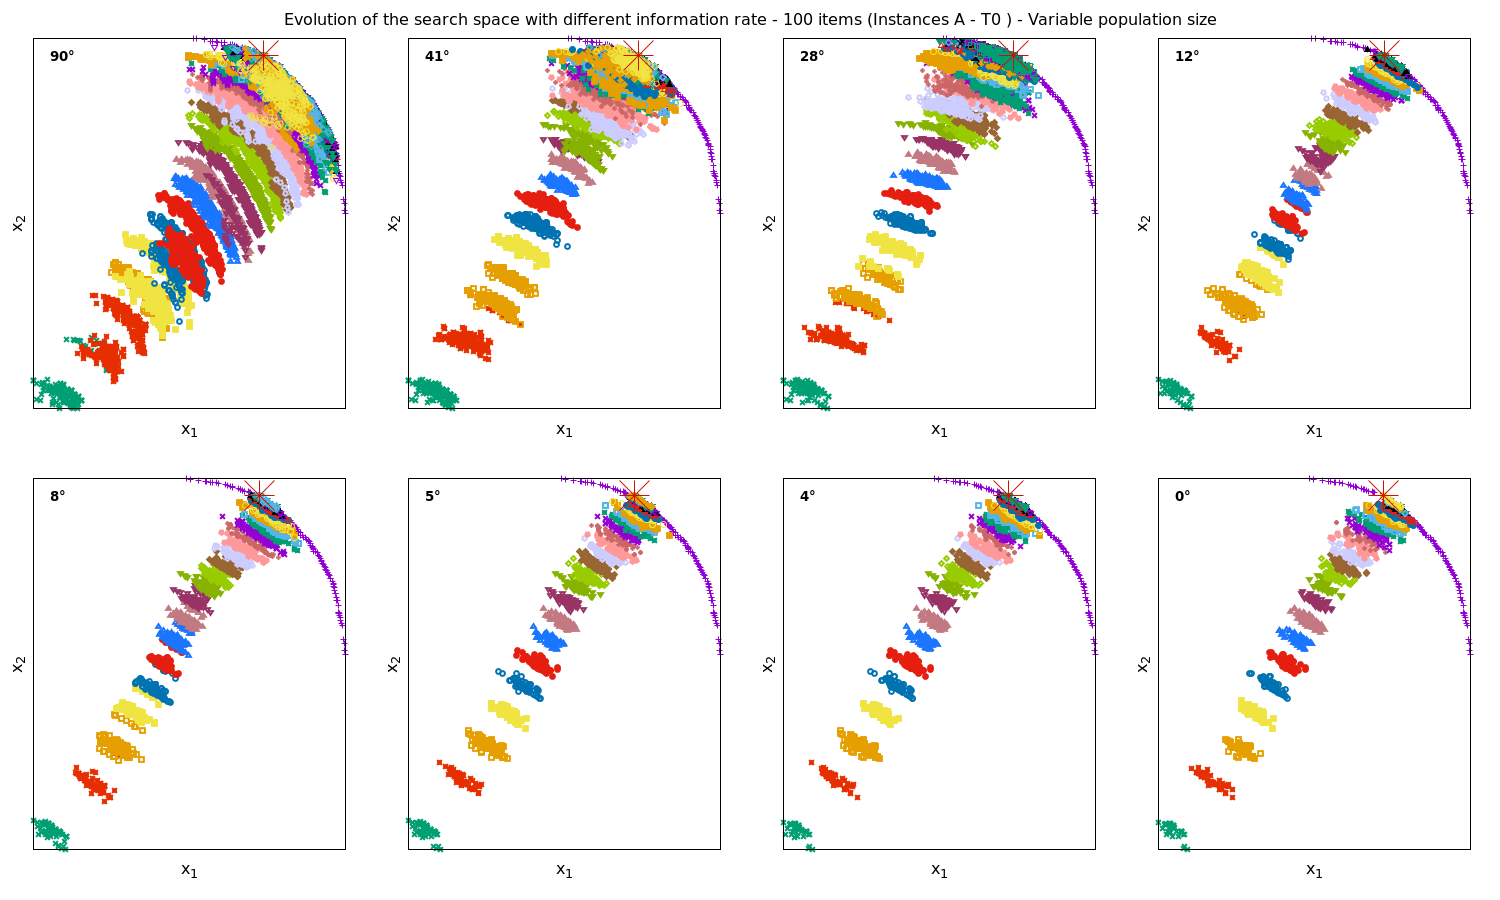 Evolution of the search space with different information rate - 100 items (Instances A - T0 ) - Variable population size
90° 41° 28° 12°
x2 x2 x2 x2
x1 x1 x1 x1
8° 5° 4° 0°
x2 x2 x2 x2
x1 x1 x1 x1